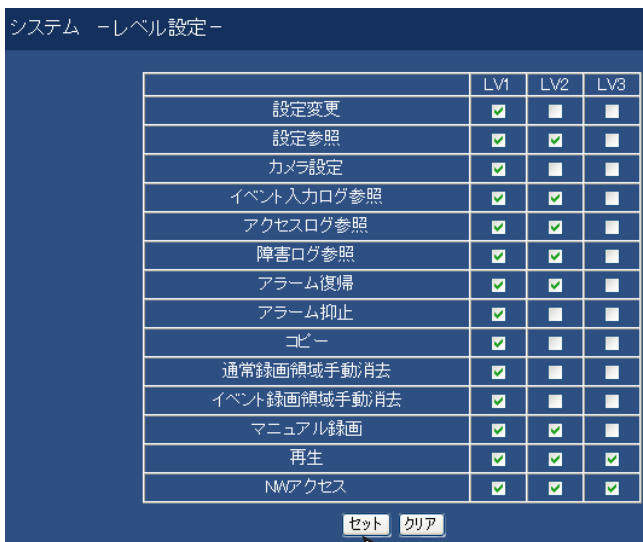 システム －レベル設定－
LV1 LV2 LV3
設定変更
設定参照
カメラ設定
イベント入力ログ参照
アクセスログ参照
障害ログ参照
アラーム復帰
アラーム抑止
コピー
通常録画領域手動消去
イベント録画領域手動消去
マニュアル録画
再生
NWアクセス
セット クリア